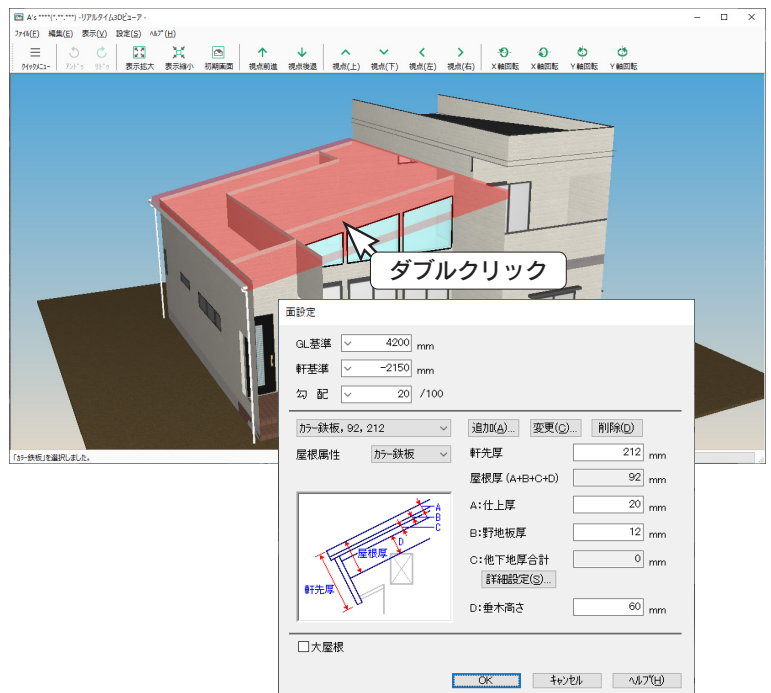 A's ****(*.**.***) -リアルタイム3Dビューア -
ﾌｧｲﾙ(F) 編集(E) 表示(V) 設定(S) ﾍﾙﾌﾟ(H)
ｸｲｯｸﾒﾆｭｰ ｱﾝﾄﾞｩ ﾘﾄﾞｩ 表示拡大 表示縮小 初期画面 視点前進 視点後退 視点(上) 視点(下) 視点(左) 視点(右) X軸回転 X軸回転 Y軸回転 Y軸回転
ダブルクリック
面設定
GL基準 4200 mm
軒基準 -2150 mm
勾 配 20 /100
ｶﾗｰ鉄板, 92, 212 追加(A)... 変更(C)... 削除(D)
屋根属性 ｶﾗｰ鉄板 軒先厚 212 mm
屋根厚 (A+B+C+D) 92 mm
A:仕上厚 20 mm
B:野地板厚 12 mm
C:他下地厚合計 0 mm
詳細設定(S)...
D:垂木高さ 60 mm
A
B
C
D
屋根厚
軒先厚
大屋根
OK ｷｬﾝｾﾙ ﾍﾙﾌﾟ(H)
「ｶﾗｰ鉄板」を選択しました。